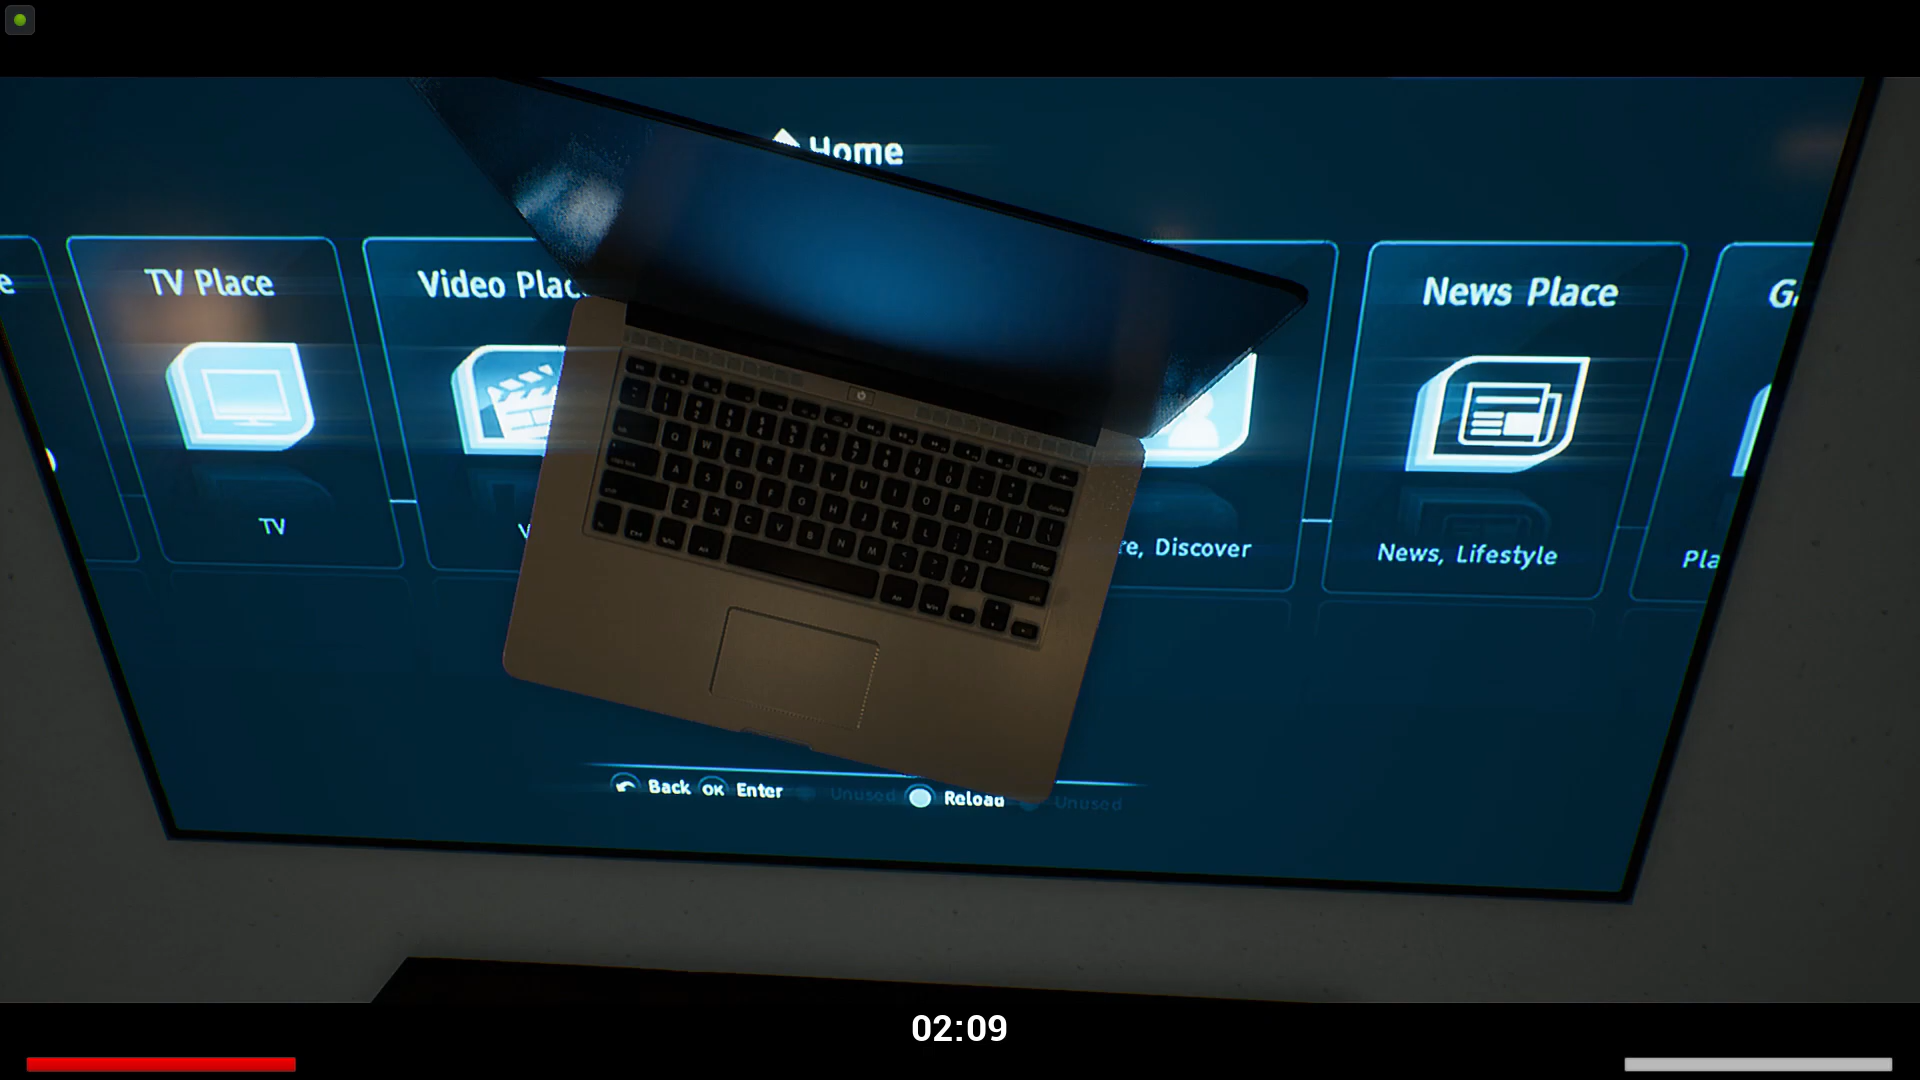 Home
e
TV Place
Video Plac
News Place
G
TV
V
re, Discover
News, Lifestyle
Pla
Back
OK
Enter
Unused
Reload
Unused
02:09